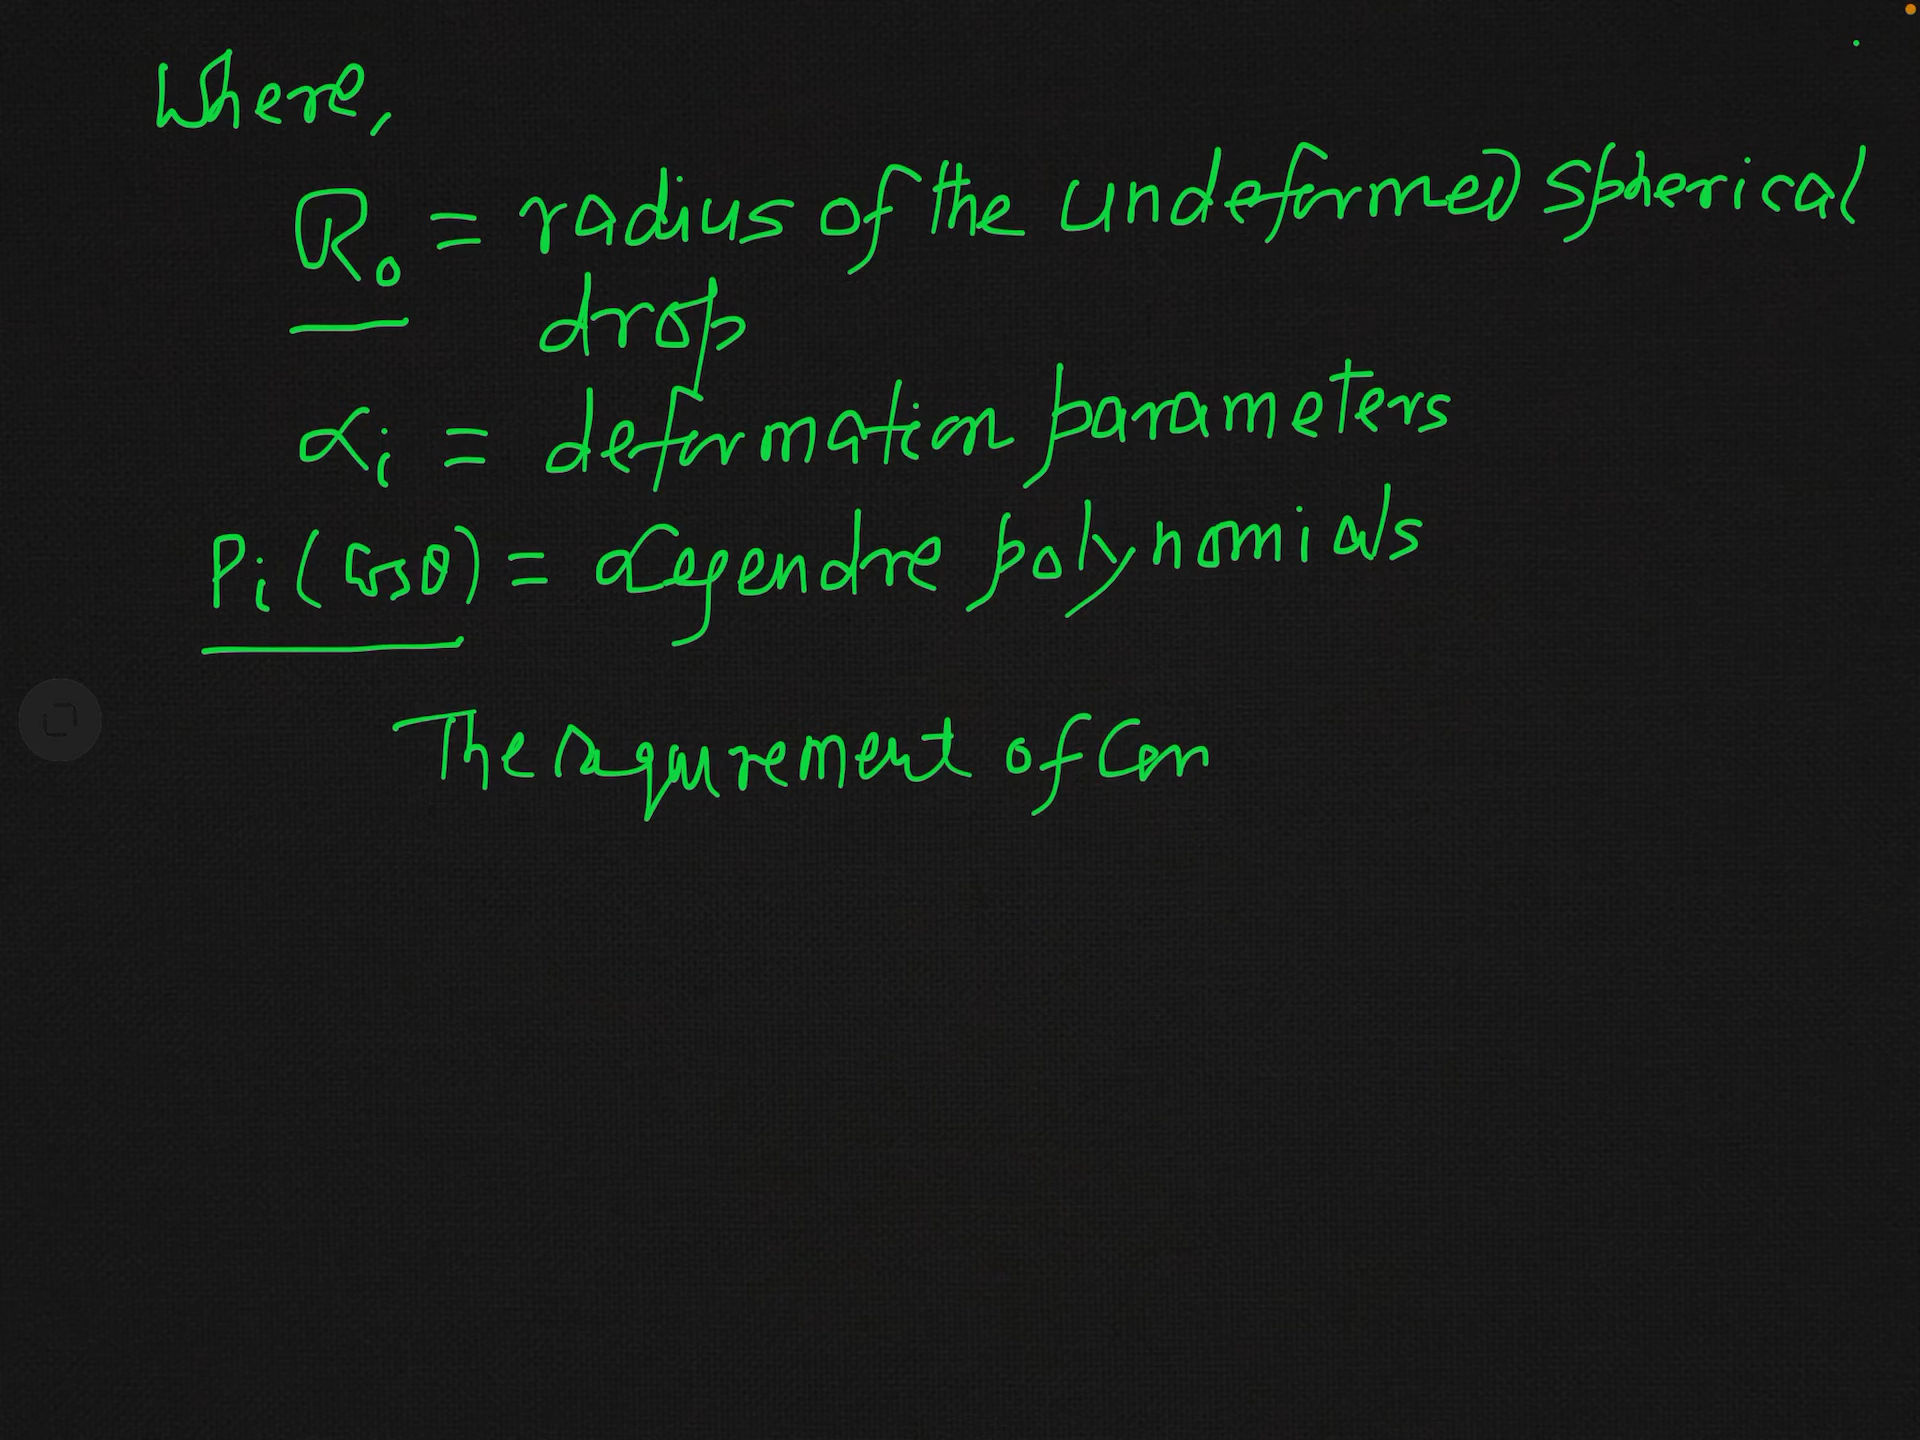 Where,
R₀ = radius of the undeformed spherical
drop
αᵢ = deformation parameters
Pᵢ(cosθ) = Legendre polynomials
The requirement of Con